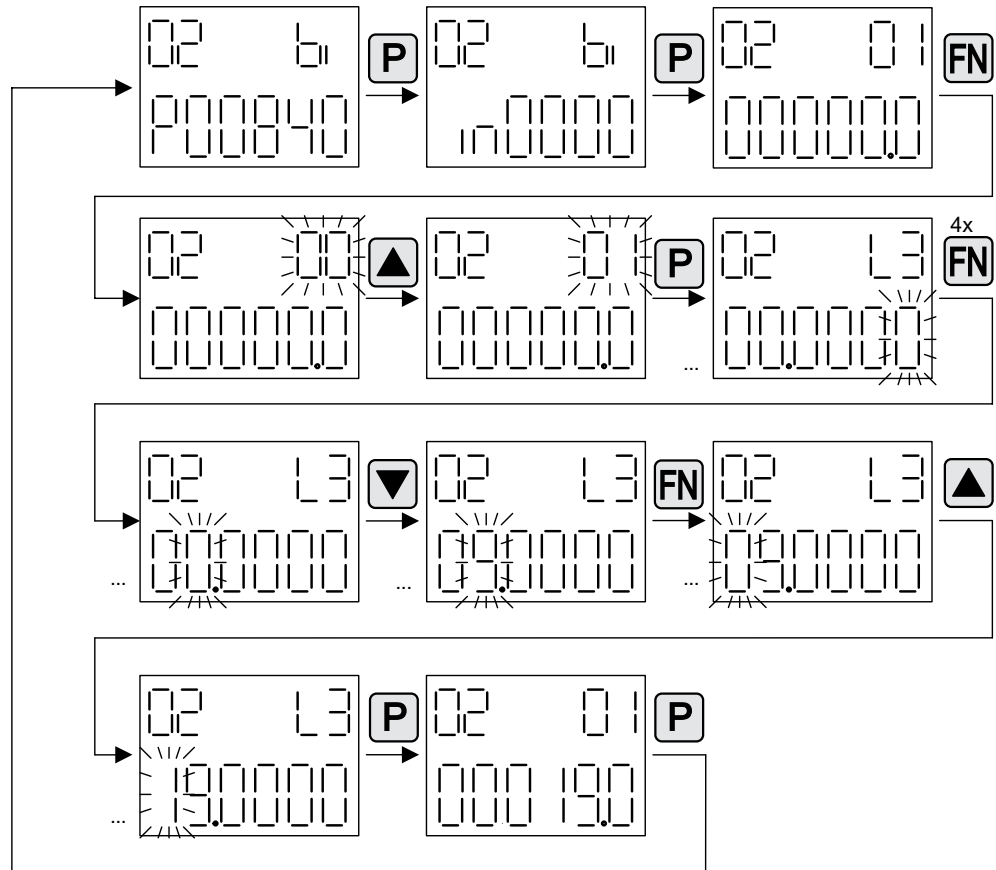 02 bi P 02 bi P 02 01 FN
P00840 in0000 00000.0
4x
02 00 ▲ 02 01 P 02 L3 FN
00000.0 00000.0 ... 00.0000
02 L3 ▼ 02 L3 FN 02 L3 ▲
... 00.0000 ... 09.0000 ... 09.0000
02 L3 P 02 01 P
... 19.0000 00019.0